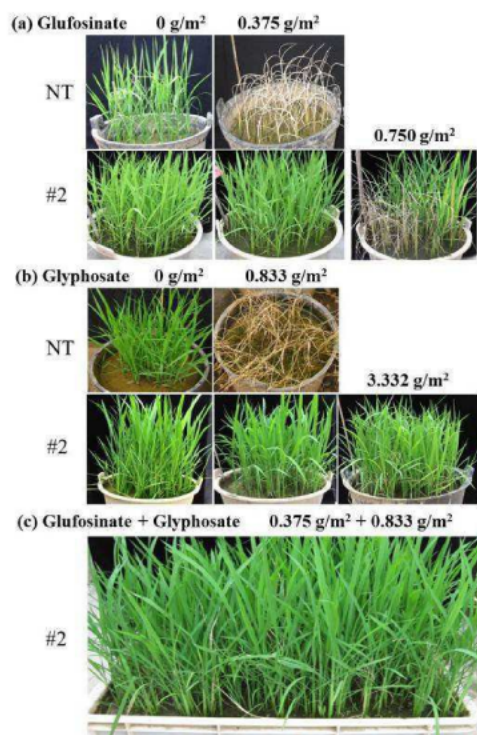 (a) Glufosinate 0 g/m² 0.375 g/m²
NT
0.750 g/m²
#2
(b) Glyphosate 0 g/m² 0.833 g/m²
NT
3.332 g/m²
#2
(c) Glufosinate + Glyphosate 0.375 g/m² + 0.833 g/m²
#2